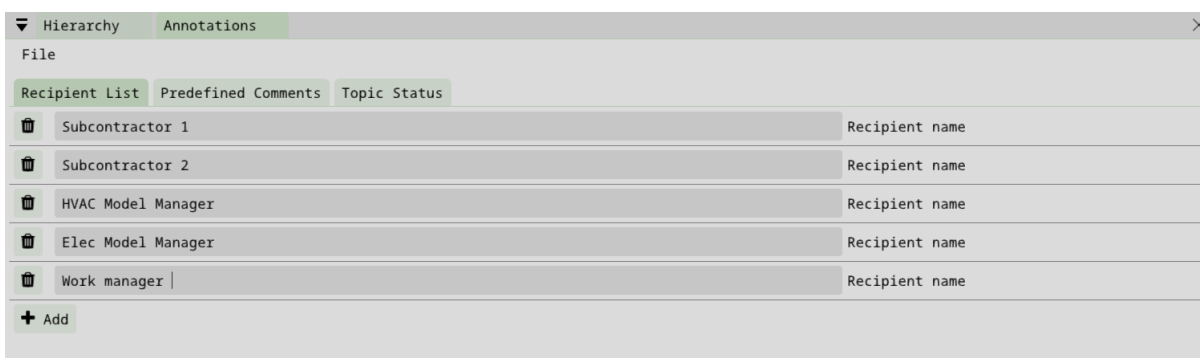 Hierarchy Annotations
File
Recipient List Predefined Comments Topic Status
Subcontractor 1 Recipient name
Subcontractor 2 Recipient name
HVAC Model Manager Recipient name
Elec Model Manager Recipient name
Work manager Recipient name
Add